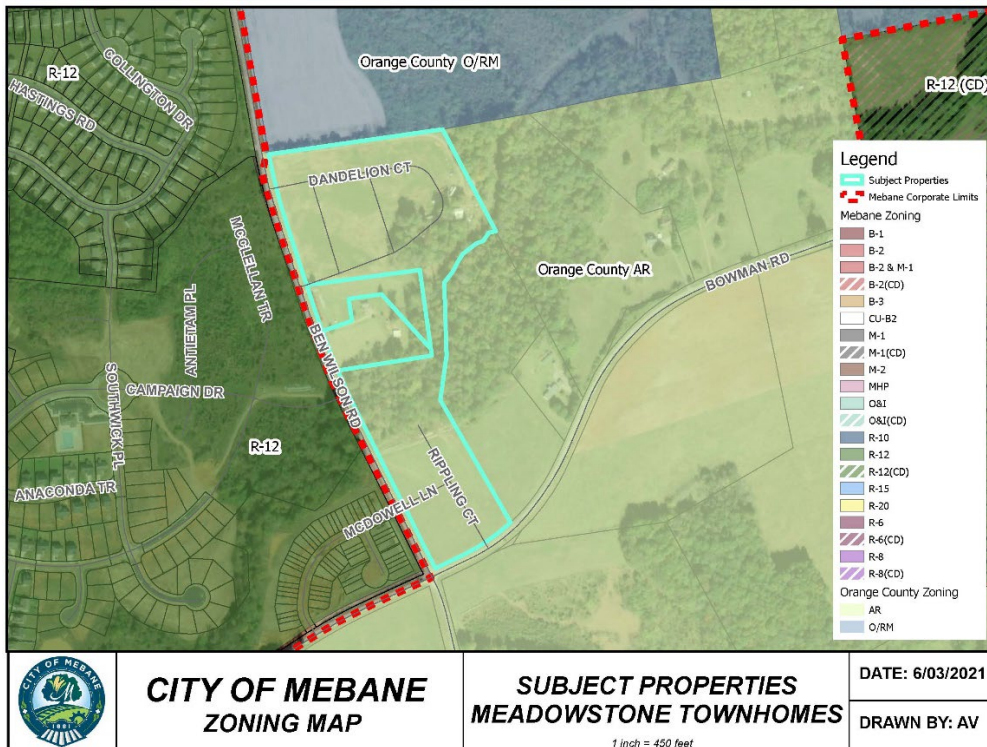 Orange County O/RM
R-12
COLLINGTON DR
HASTINGS RD
R-12 (CD)
DANDELION CT
MCCLELLAN TR
Orange County AR
BOWMAN RD
ANTIETAM PL
BEN WILSON RD
CAMPAIGN DR
SOUTHWICK PL
R-12
ANACONDA TR
MCDOWELL LN
RIPPLING CT
Legend
Subject Properties
Mebane Corporate Limits
Mebane Zoning
B-1
B-2
B-2 & M-1
B-2(CD)
B-3
CU-B2
M-1
M-1(CD)
M-2
MHP
O&I
O&I(CD)
R-10
R-12
R-12(CD)
R-15
R-20
R-6
R-6(CD)
R-8
R-8(CD)
Orange County Zoning
AR
O/RM
CITY OF MEBANE
1881
CITY OF MEBANE
ZONING MAP
SUBJECT PROPERTIES
MEADOWSTONE TOWNHOMES
1 inch = 450 feet
DATE: 6/03/2021
DRAWN BY: AV